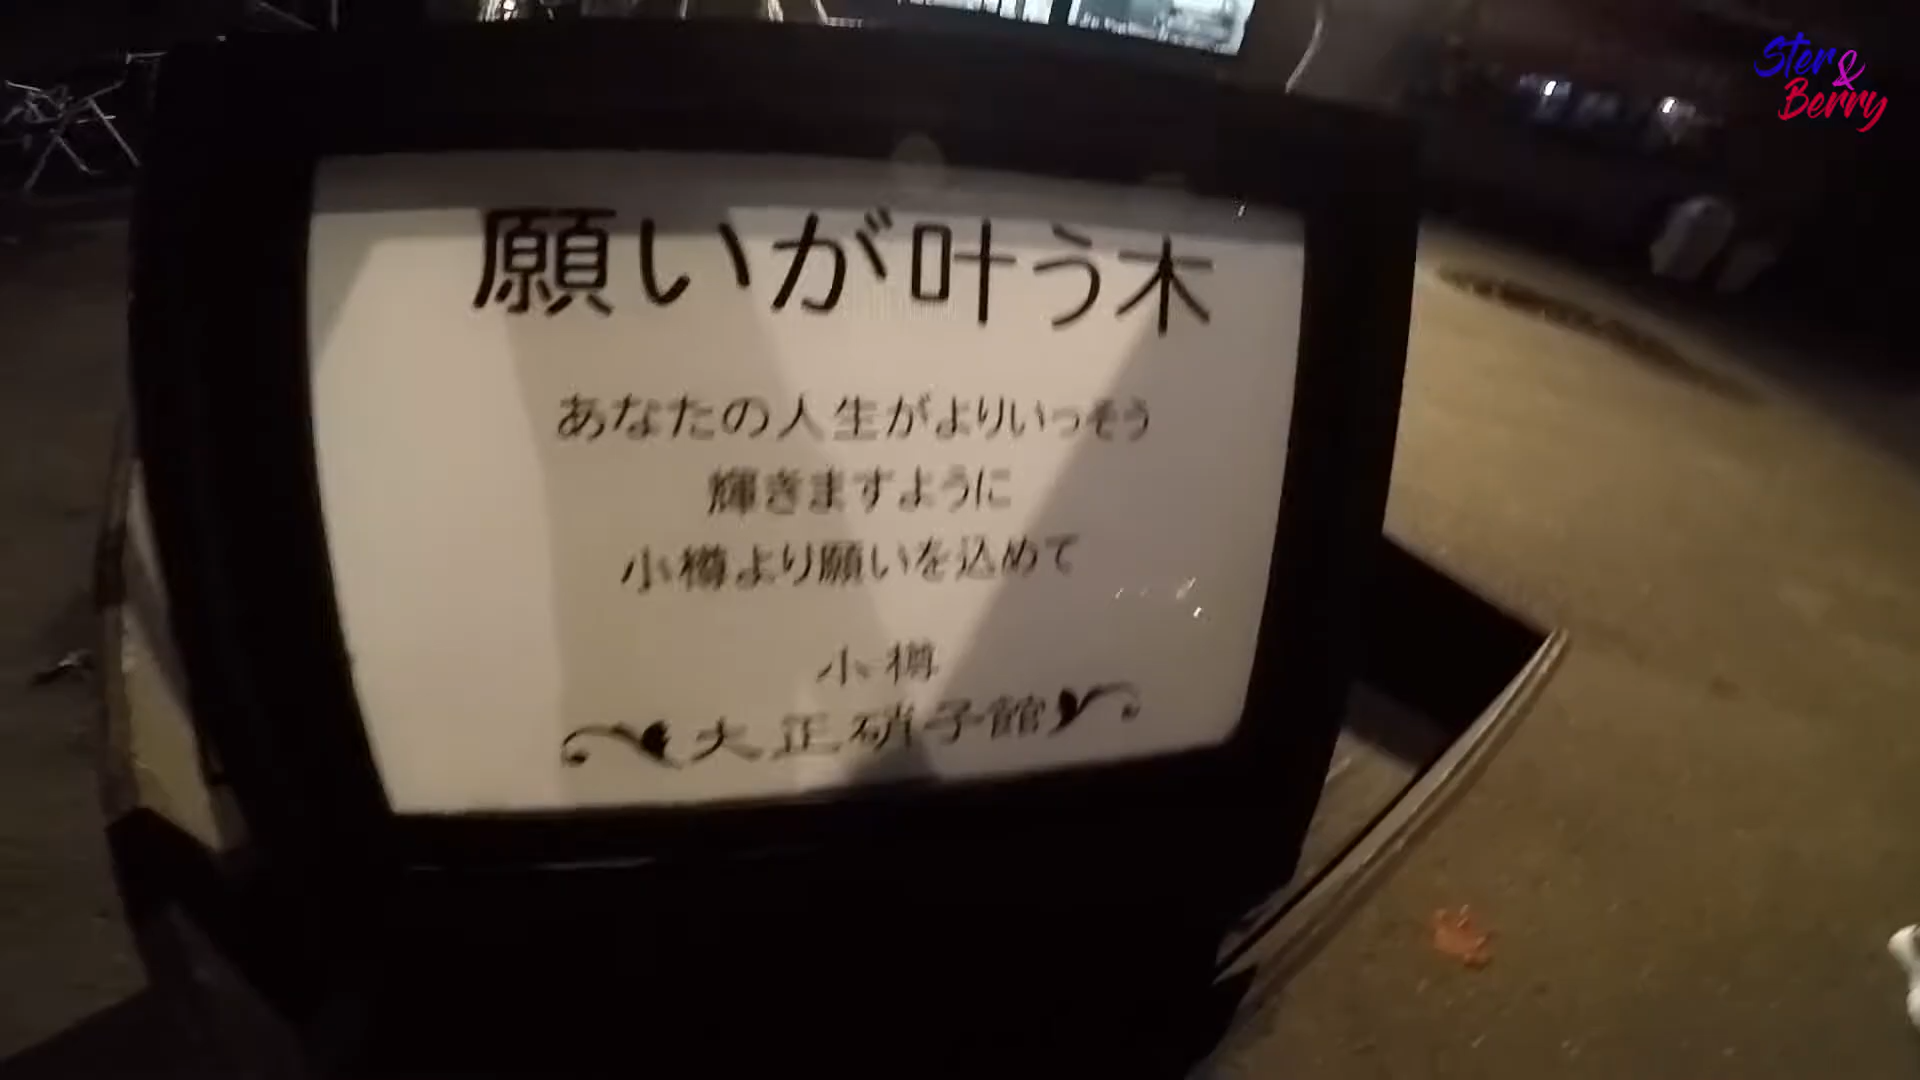 Ster&
Berry
願いが叶う木
あなたの人生がよりいっそう
輝きますように
小樽より願いを込めて
小樽
大正硝子館